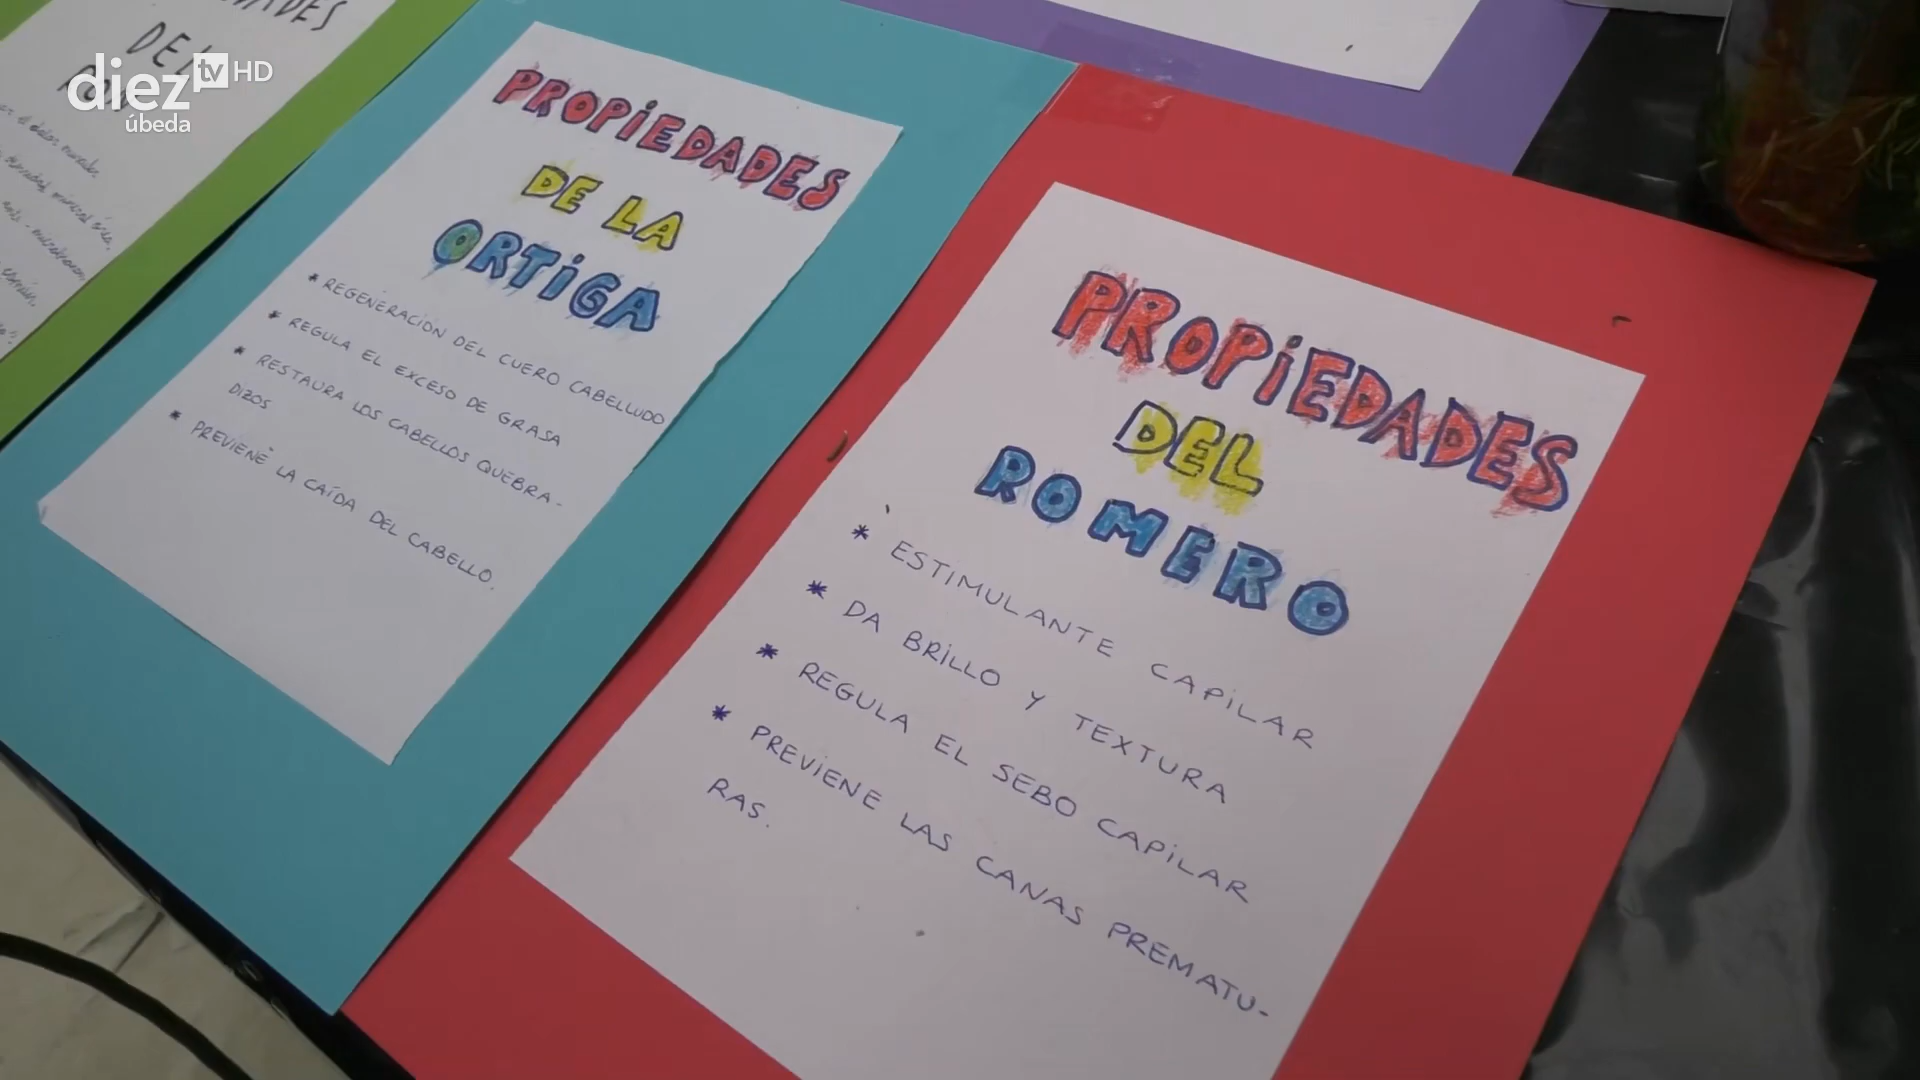 diez tv HD
úbeda
DEL
PROPIEDADES
DE LA
ORTIGA
* REGENERACIÓN DEL CUERO CABELLUDO
* REGULA EL EXCESO DE GRASA
* RESTAURA LOS CABELLOS QUEBRA-
DIZOS
* PREVIENE LA CAÍDA DEL CABELLO.
PROPIEDADES
DEL
ROMERO
* ESTIMULANTE CAPILAR
* DA BRILLO Y TEXTURA
* REGULA EL SEBO CAPILAR
* PREVIENE LAS CANAS PREMATU-
RAS.